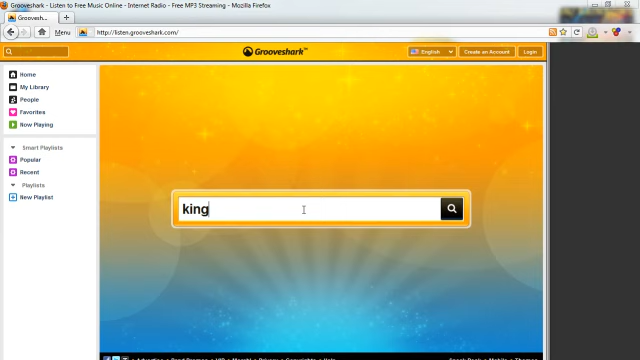 Grooveshark - Listen to Free Music Online - Internet Radio - Free MP3 Streaming - Mozilla Firefox
Groovesh...
Menu
http://listen.grooveshark.com/
Grooveshark™
English
Create an Account
Login
Home
My Library
People
Favorites
Now Playing
Smart Playlists
Popular
Recent
Playlists
New Playlist
king